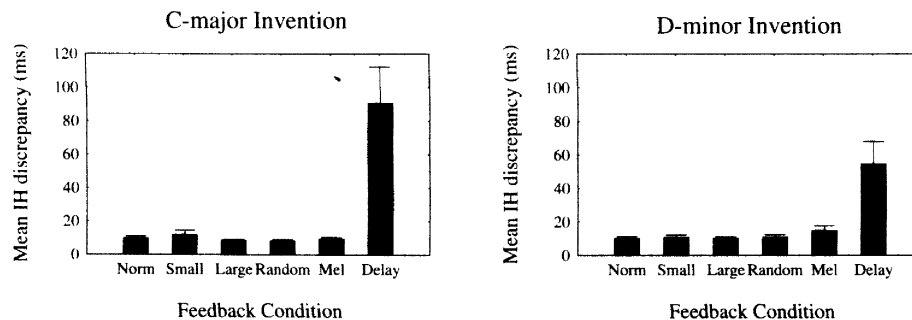 C-major Invention
Mean IH discrepancy (ms)
120
100
80
60
40
20
0
Norm Small Large Random Mel Delay
Feedback Condition
D-minor Invention
Mean IH discrepancy (ms)
120
100
80
60
40
20
0
Norm Small Large Random Mel Delay
Feedback Condition